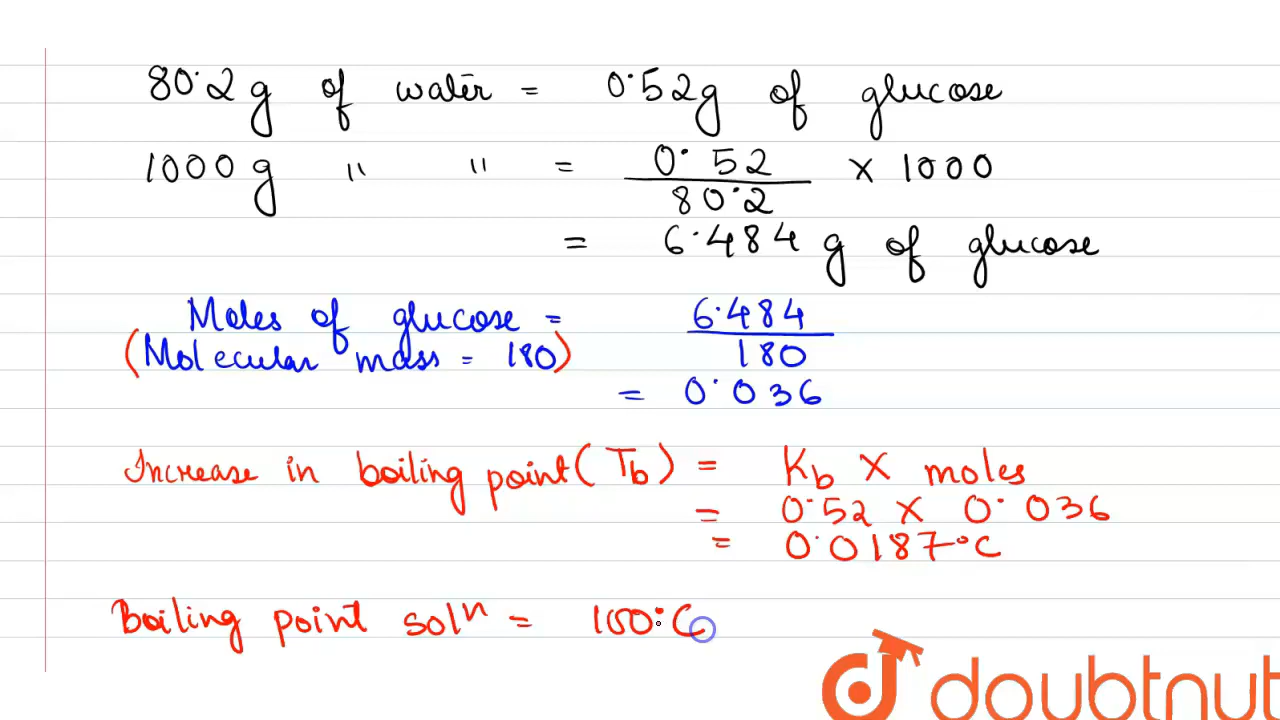 80.2 g of water = 0.52g of glucose
1000 g " " = 0.52 / 80.2 × 1000
= 6.484 g of glucose
Moles of glucose = 6.484 / 180
(Molecular mass = 180)
= 0.036
Increase in boiling point (Tb) = Kb × moles
= 0.52 × 0.036
= 0.0187°C
Boiling point solⁿ = 100°C
doubtnut